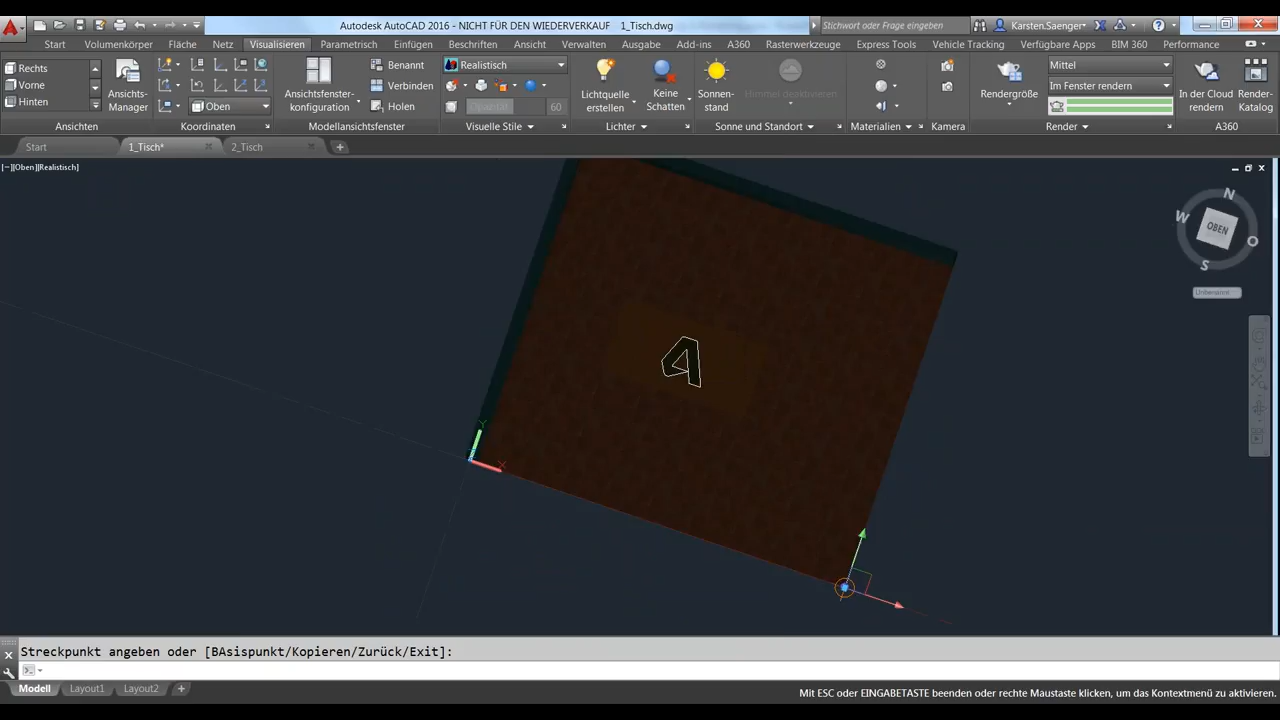 Autodesk AutoCAD 2016 - NICHT FÜR DEN WIEDERVERKAUF 1_Tisch.dwg
Stichwort oder Frage eingeben
Karsten.Saenger
Start Volumenkörper Fläche Netz Visualisieren Parametrisch Einfügen Beschriften Ansicht Verwalten Ausgabe Add-ins A360 Rasterwerkzeuge Express Tools Vehicle Tracking Verfügbare Apps BIM 360 Performance
Rechts
Vorne
Hinten
Ansichts-
Manager
Oben
Ansichtsfenster-
konfiguration
Benannt
Verbinden
Holen
Realistisch
Opazität 60
Lichtquelle
erstellen
Keine
Schatten
Sonnen-
stand
Himmel deaktivieren
Rendergröße
Mittel
Im Fenster rendern
In der Cloud
rendern
Render-
Katalog
Ansichten Koordinaten Modellansichtsfenster Visuelle Stile Lichter Sonne und Standort Materialien Kamera Render A360
Start 1_Tisch* 2_Tisch
[−][Oben][Realistisch]
N
W OBEN O
S
Unbenannt
Y
X
Streckpunkt angeben oder [BAsispunkt/Kopieren/Zurück/Exit]:
Modell Layout1 Layout2
Mit ESC oder EINGABETASTE beenden oder rechte Maustaste klicken, um das Kontextmenü zu aktivieren.